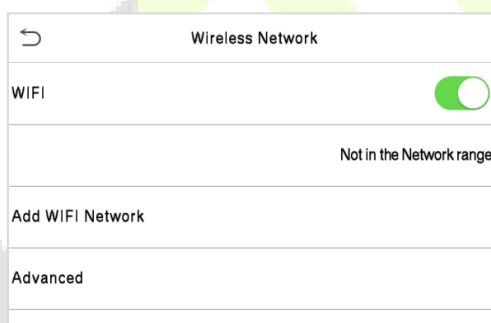 Wireless Network
WIFI
Not in the Network range
Add WIFI Network
Advanced